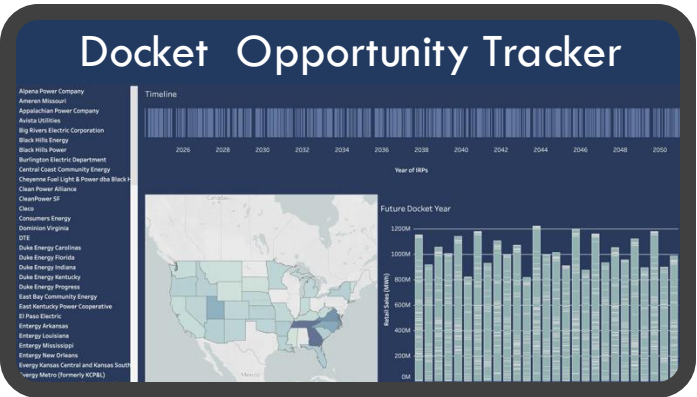 Docket Opportunity Tracker
Alpena Power Company
Ameren Missouri
Appalachian Power Company
Avista Utilities
Big Rivers Electric Corporation
Black Hills Energy
Black Hills Power
Burlington Electric Department
Central Coast Community Energy
Cheyenne Fuel Light & Power dba Black H
Clean Power Alliance
CleanPower SF
Cleco
Consumers Energy
Dominion Virginia
DTE
Duke Energy Carolinas
Duke Energy Florida
Duke Energy Indiana
Duke Energy Kentucky
Duke Energy Progress
East Bay Community Energy
East Kentucky Power Cooperative
El Paso Electric
Entergy Arkansas
Entergy Louisiana
Entergy Mississippi
Entergy New Orleans
Evergy Kansas Central and Kansas South
Evergy Metro (formerly KCP&L)
Timeline
2026 2028 2030 2032 2034 2036 2038 2040 2042 2044 2046 2048 2050
Year of IRPs
Canada
Mexico
Future Docket Year
Retail Sales (MWh)
1200M
1000M
800M
600M
400M
200M
0M